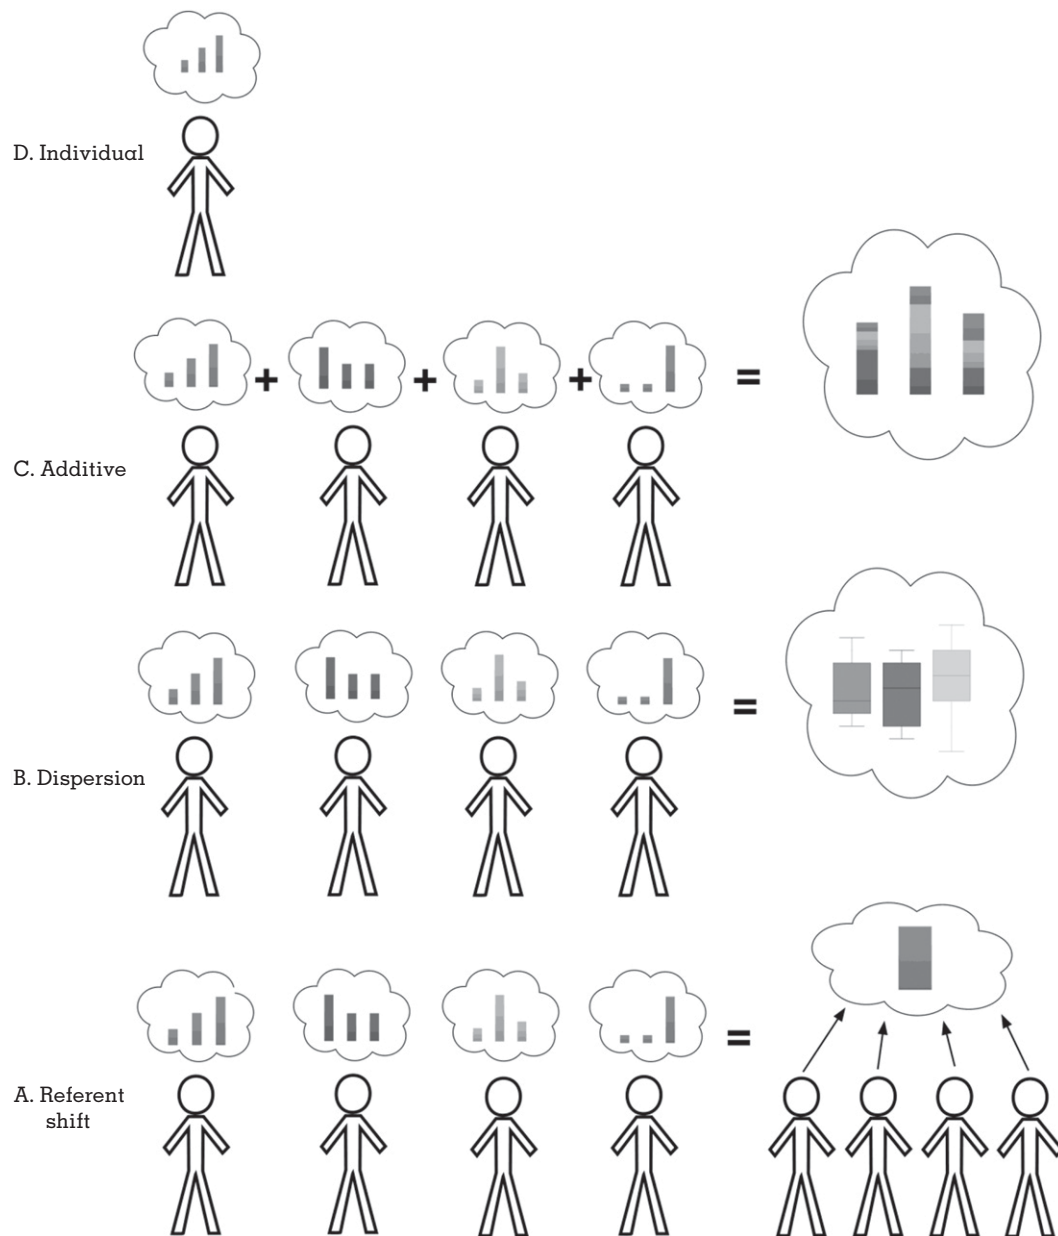 D. Individual
+ + + =
C. Additive
=
B. Dispersion
=
A. Referent
shift